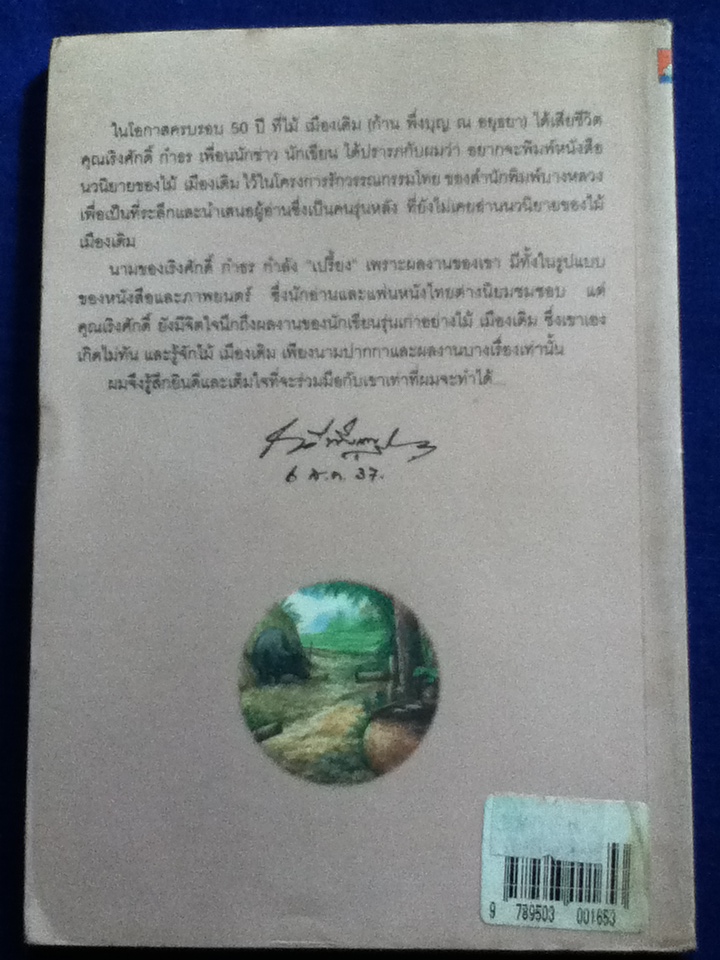 ในโอกาสครบรอบ 50 ปี ที่ไม้ เมืองเดิม (ก้าน พึ่งบุญ ณ อยุธยา) ได้เสียชีวิต
คุณเริงศักดิ์ กำธร เพื่อนนักข่าว นักเขียน ได้ปรารภกับผมว่า อยากจะพิมพ์หนังสือ
นวนิยายของไม้ เมืองเดิม ไว้ในโครงการรักวรรณกรรมไทย ของสำนักพิมพ์บางหลวง
เพื่อเป็นที่ระลึกและนำเสนอผู้อ่านซึ่งเป็นคนรุ่นหลัง ที่ยังไม่เคยอ่านนวนิยายของไม้
เมืองเดิม
นามของเริงศักดิ์ กำธร กำลัง "เปรี้ยง" เพราะผลงานของเขา มีทั้งในรูปแบบ
ของหนังสือและภาพยนตร์ ซึ่งนักอ่านและแฟนหนังไทยต่างนิยมชมชอบ แต่
คุณเริงศักดิ์ ยังมีจิตใจนึกถึงผลงานของนักเขียนรุ่นเก่าอย่างไม้ เมืองเดิม ซึ่งเขาเอง
เกิดไม่ทัน และรู้จักไม้ เมืองเดิม เพียงนามปากกาและผลงานบางเรื่องเท่านั้น
ผมจึงรู้สึกยินดีและเต็มใจที่จะร่วมมือกับเขาเท่าที่ผมจะทำได้...
6 ส.ค. 37.
9 789503 001653